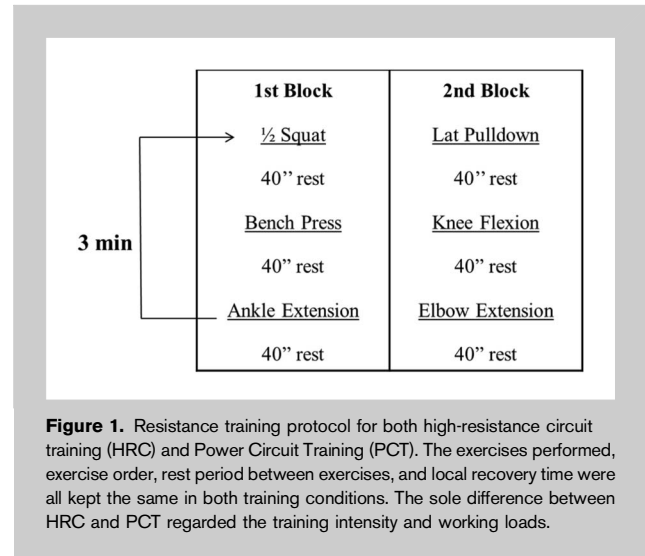 1st Block
½ Squat
40’’ rest
Bench Press
40” rest
Ankle Extension
40” rest
2nd Block
Lat Pulldown
40’’ rest
Knee Flexion
40” rest
Elbow Extension
40” rest
3 min
Figure 1. Resistance training protocol for both high-resistance circuit
training (HRC) and Power Circuit Training (PCT). The exercises performed,
exercise order, rest period between exercises, and local recovery time were
all kept the same in both training conditions. The sole difference between
HRC and PCT regarded the training intensity and working loads.